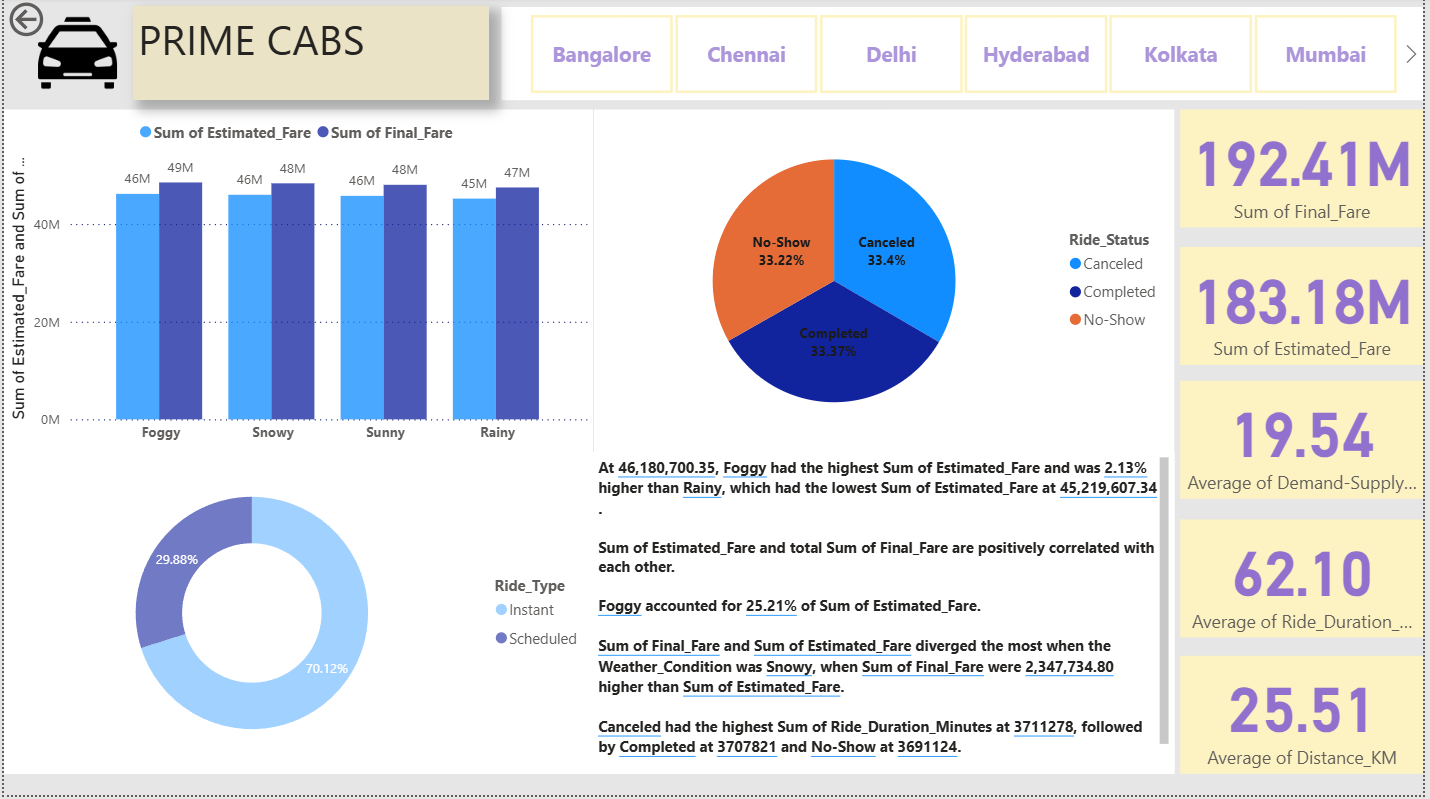 PRIME CABS
Bangalore
Chennai
Delhi
Hyderabad
Kolkata
Mumbai
Sum of Estimated_Fare Sum of Final_Fare
Sum of Estimated_Fare and Sum of ...
46M
49M
46M
48M
46M
48M
45M
47M
40M
20M
0M
Foggy
Snowy
Sunny
Rainy
No-Show
33.22%
Canceled
33.4%
Completed
33.37%
Ride_Status
Canceled
Completed
No-Show
192.41M
Sum of Final_Fare
183.18M
Sum of Estimated_Fare
19.54
Average of Demand-Supply...
62.10
Average of Ride_Duration_...
25.51
Average of Distance_KM
29.88%
70.12%
Ride_Type
Instant
Scheduled
At 46,180,700.35, Foggy had the highest Sum of Estimated_Fare and was 2.13%
higher than Rainy, which had the lowest Sum of Estimated_Fare at 45,219,607.34
.
Sum of Estimated_Fare and total Sum of Final_Fare are positively correlated with
each other.
Foggy accounted for 25.21% of Sum of Estimated_Fare.
Sum of Final_Fare and Sum of Estimated_Fare diverged the most when the
Weather_Condition was Snowy, when Sum of Final_Fare were 2,347,734.80
higher than Sum of Estimated_Fare.
Canceled had the highest Sum of Ride_Duration_Minutes at 3711278, followed
by Completed at 3707821 and No-Show at 3691124.